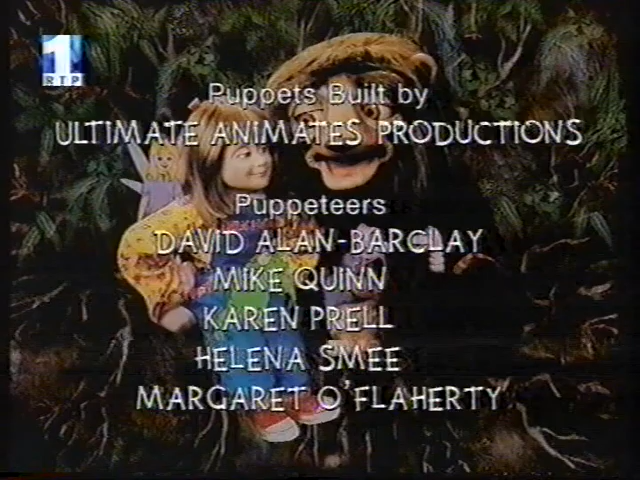 1
RTP
Puppets Built by
ULTIMATE ANIMATES PRODUCTIONS
Puppeteers
DAVID ALAN-BARCLAY
MIKE QUINN
KAREN PRELL
HELENA SMEE
MARGARET O'FLAHERTY